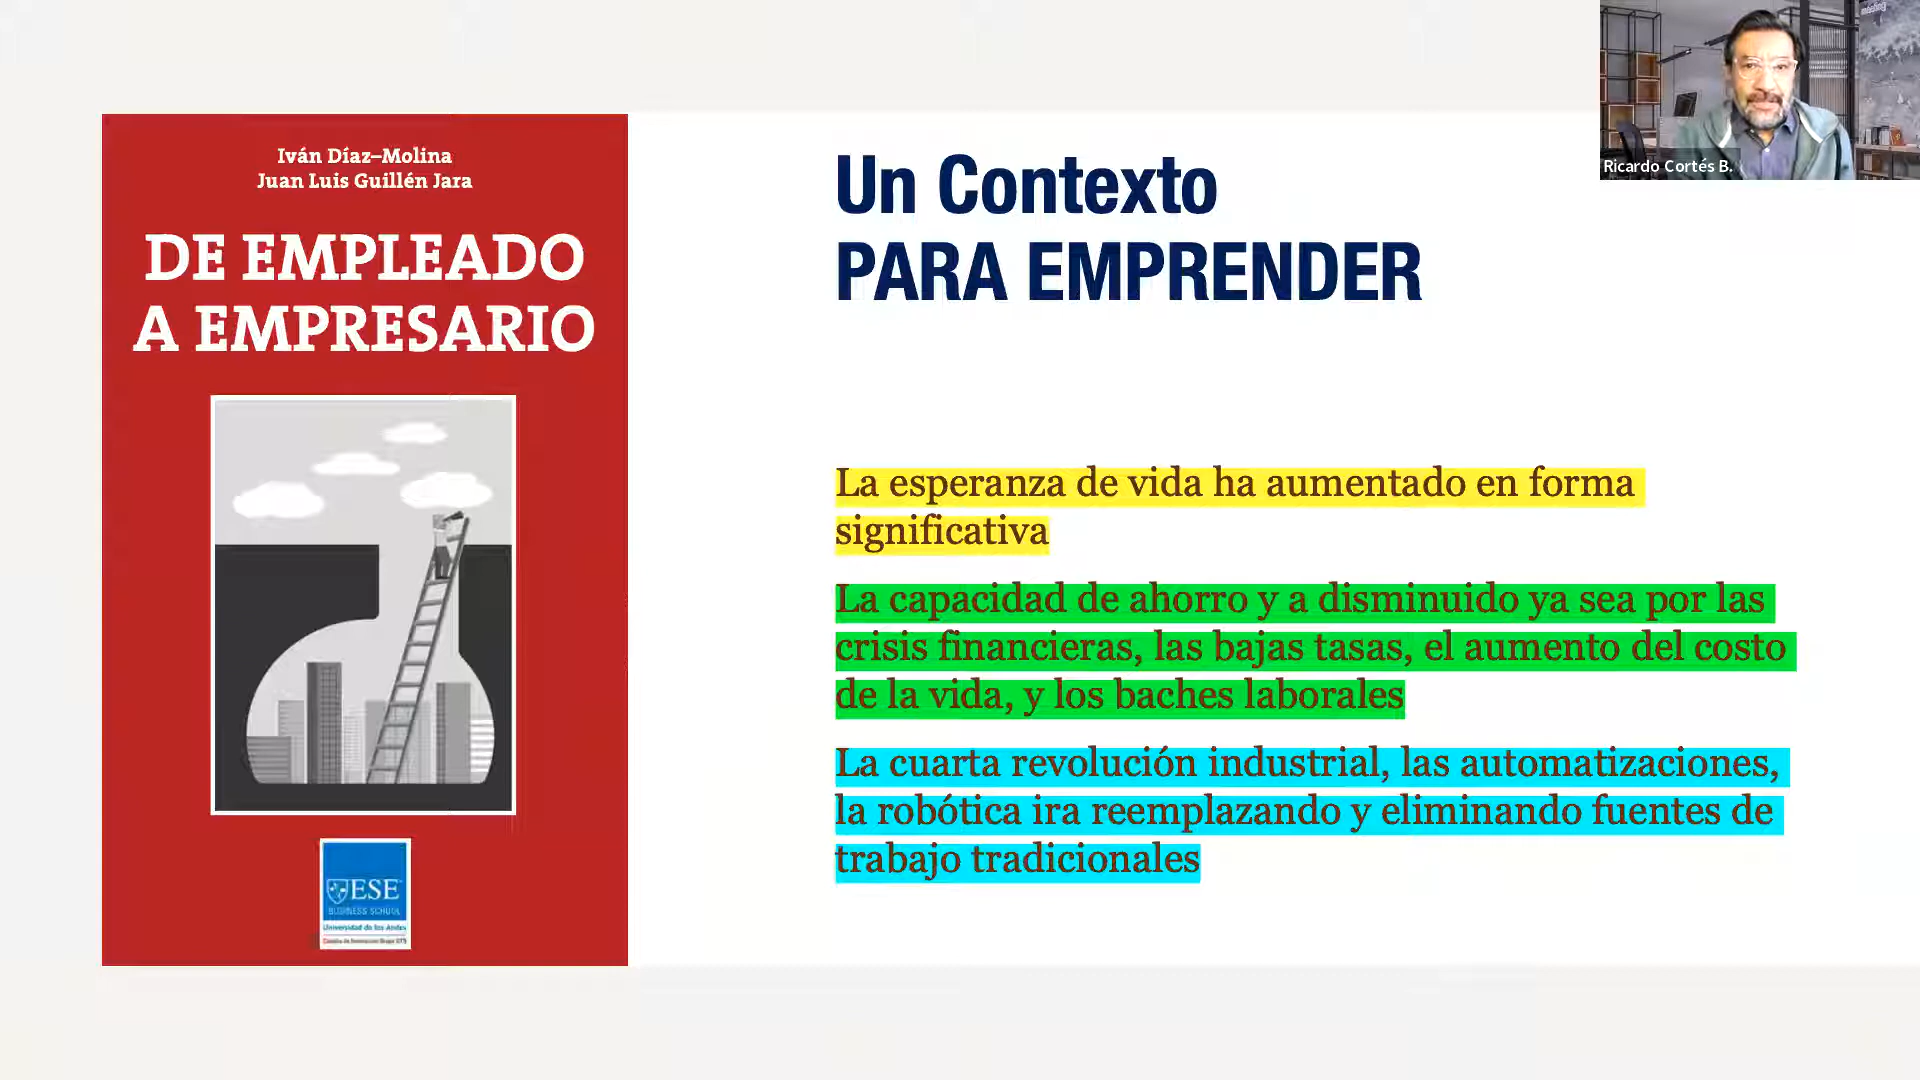 Iván Díaz–Molina
Juan Luis Guillén Jara
DE EMPLEADO
A EMPRESARIO
ESE
BUSINESS SCHOOL
Universidad de los Andes
Un Contexto
PARA EMPRENDER
La esperanza de vida ha aumentado en forma
significativa
La capacidad de ahorro y a disminuido ya sea por las
crisis financieras, las bajas tasas, el aumento del costo
de la vida, y los baches laborales
La cuarta revolución industrial, las automatizaciones,
la robótica ira reemplazando y eliminando fuentes de
trabajo tradicionales
Ricardo Cortés B.